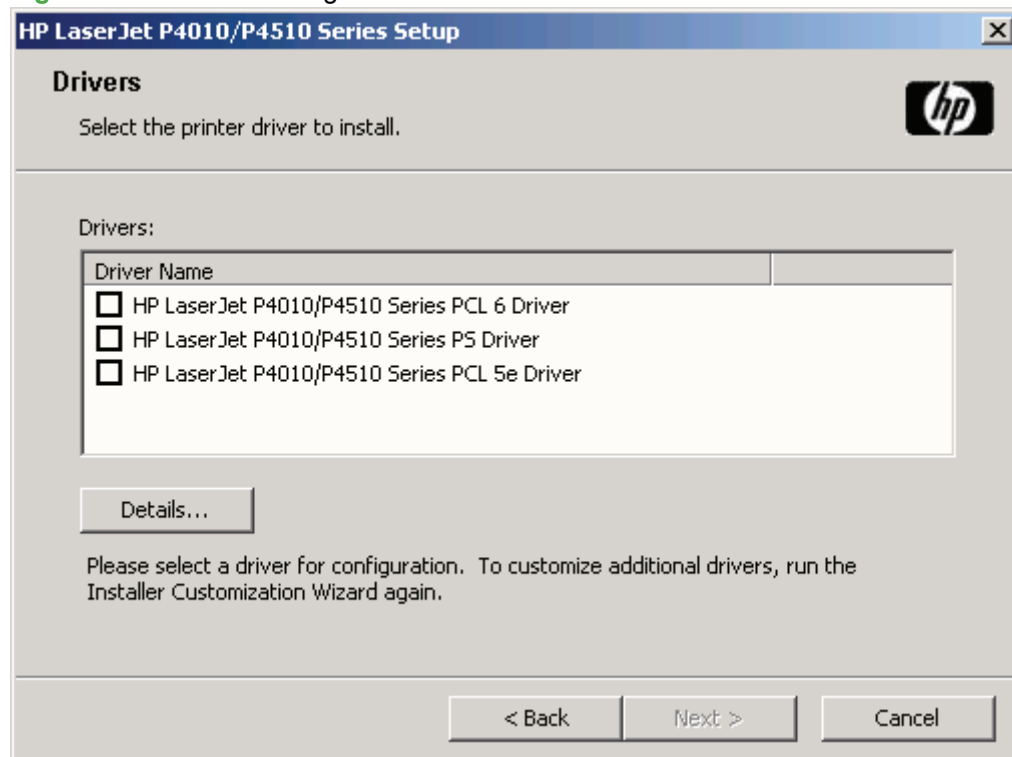 HP LaserJet P4010/P4510 Series Setup
Drivers
Select the printer driver to install.
hp
Drivers:
Driver Name
HP LaserJet P4010/P4510 Series PCL 6 Driver
HP LaserJet P4010/P4510 Series PS Driver
HP LaserJet P4010/P4510 Series PCL 5e Driver
Details...
Please select a driver for configuration.  To customize additional drivers, run the
Installer Customization Wizard again.
< Back
Next >
Cancel